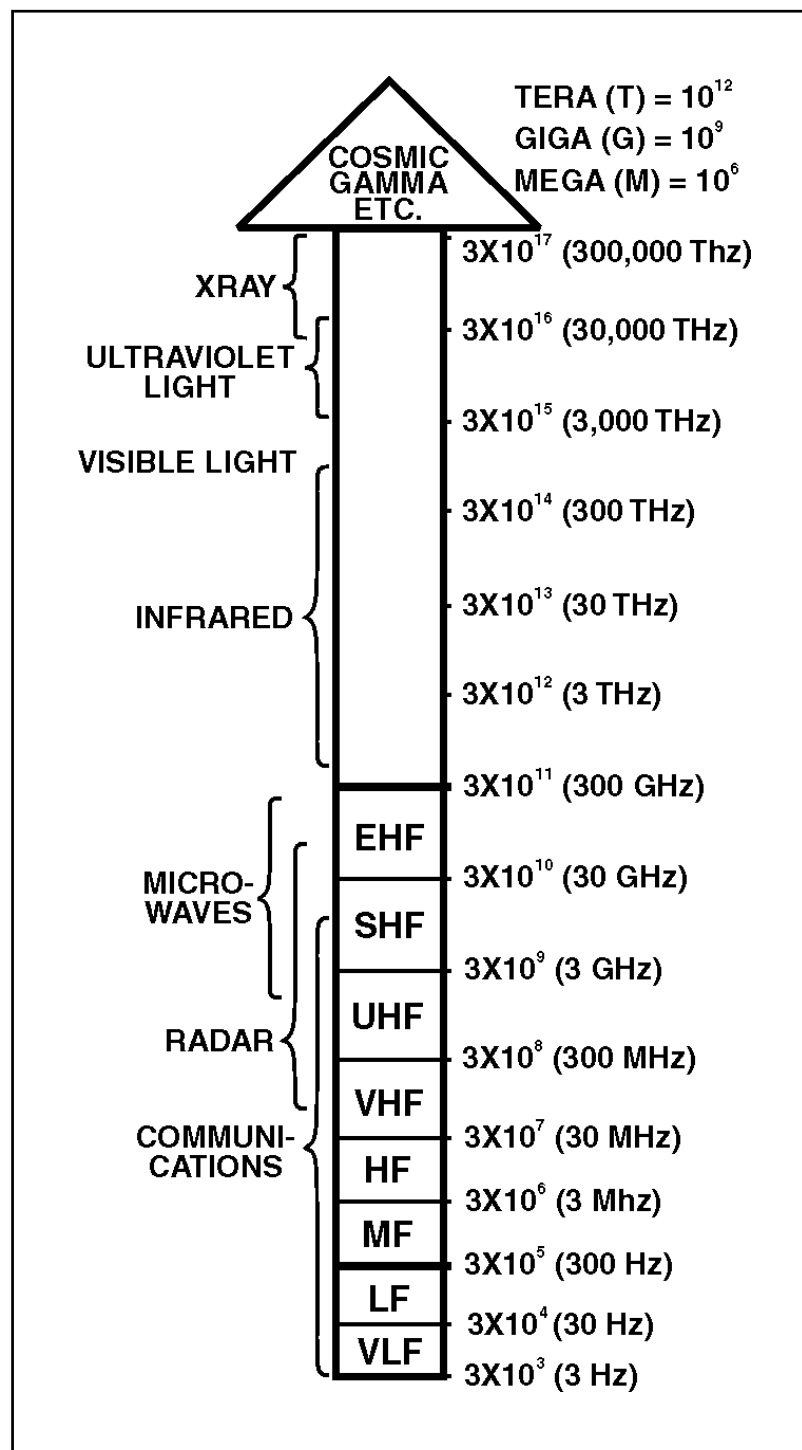 TERA (T) = 10¹²
GIGA (G) = 10⁹
MEGA (M) = 10⁶
COSMIC
GAMMA
ETC.
3X10¹⁷ (300,000 Thz)
XRAY
3X10¹⁶ (30,000 THz)
ULTRAVIOLET
LIGHT
3X10¹⁵ (3,000 THz)
VISIBLE LIGHT
3X10¹⁴ (300 THz)
3X10¹³ (30 THz)
INFRARED
3X10¹² (3 THz)
3X10¹¹ (300 GHz)
EHF
3X10¹⁰ (30 GHz)
MICRO-
WAVES
SHF
3X10⁹ (3 GHz)
UHF
RADAR
3X10⁸ (300 MHz)
VHF
3X10⁷ (30 MHz)
COMMUNI-
CATIONS
HF
3X10⁶ (3 Mhz)
MF
3X10⁵ (300 Hz)
LF
3X10⁴ (30 Hz)
VLF
3X10³ (3 Hz)